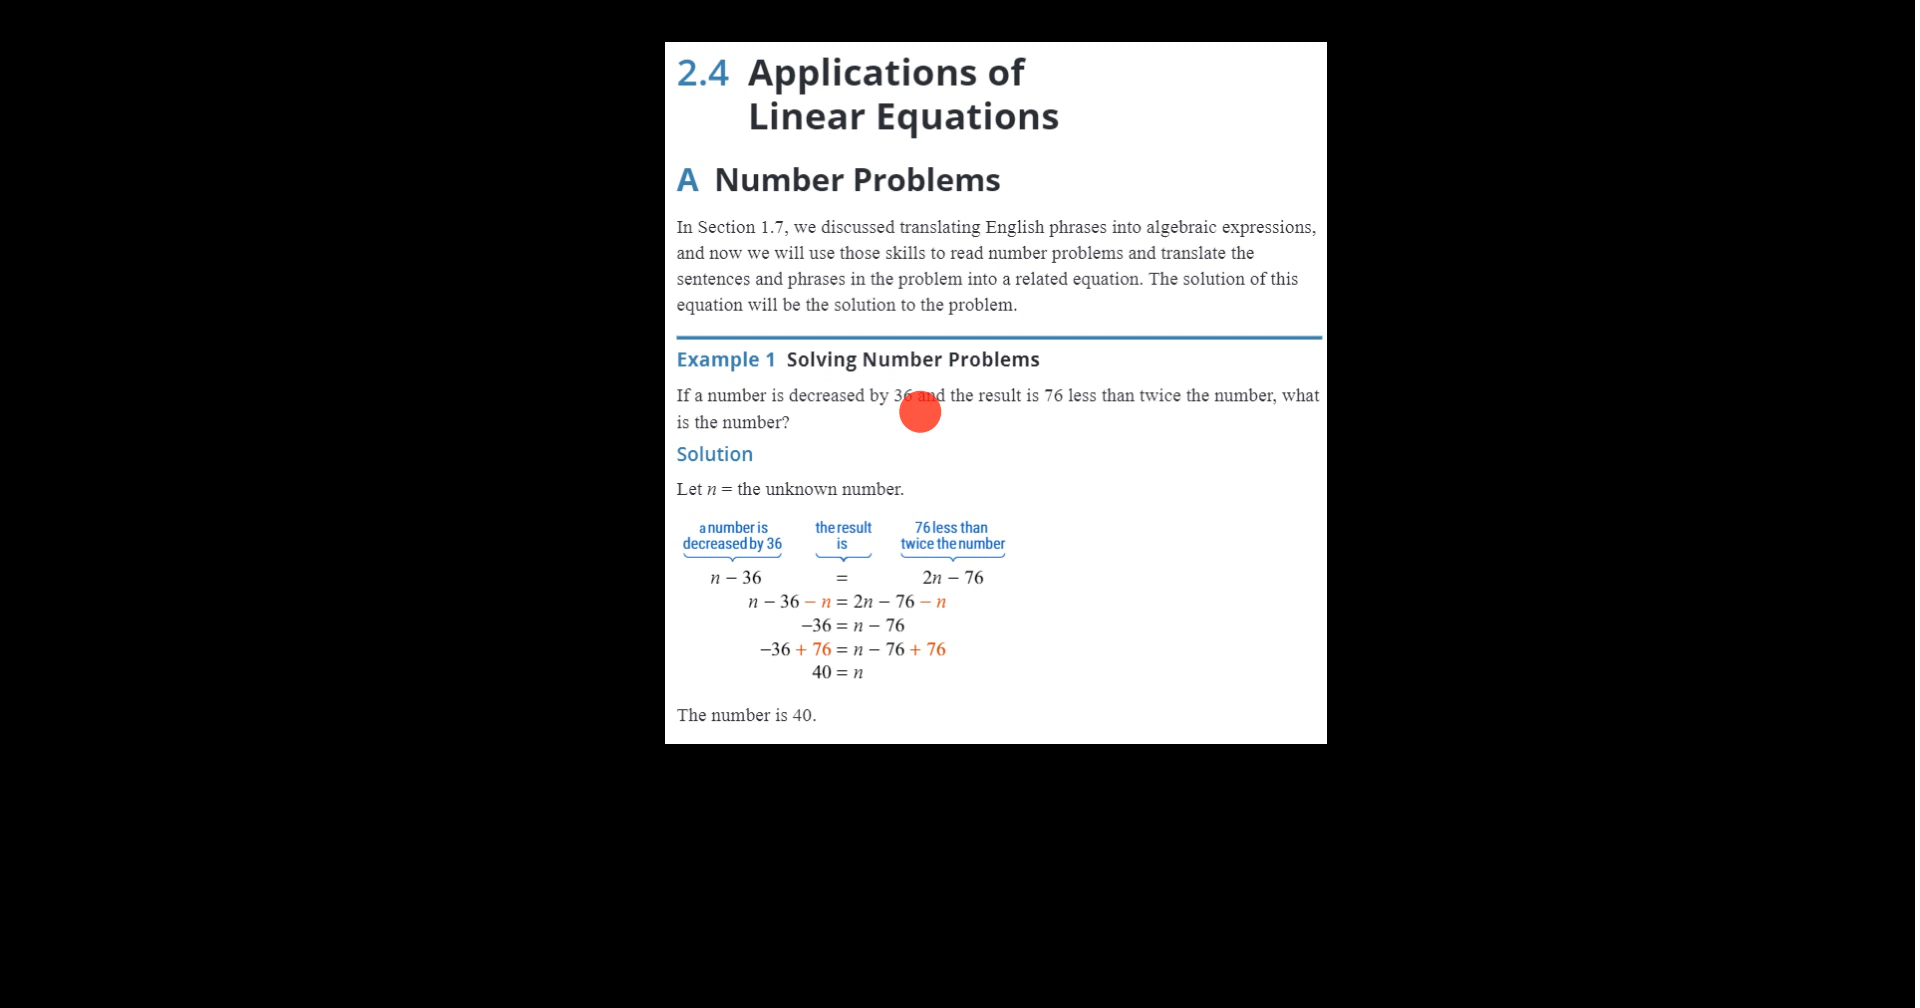 2.4 Applications of
Linear Equations
A Number Problems
In Section 1.7, we discussed translating English phrases into algebraic expressions,
and now we will use those skills to read number problems and translate the
sentences and phrases in the problem into a related equation. The solution of this
equation will be the solution to the problem.
Example 1 Solving Number Problems
If a number is decreased by 36 and the result is 76 less than twice the number, what
is the number?
Solution
Let n = the unknown number.
a number is the result 76 less than
decreased by 36 is twice the number
n − 36 = 2n − 76
n − 36 − n = 2n − 76 − n
−36 = n − 76
−36 + 76 = n − 76 + 76
40 = n
The number is 40.